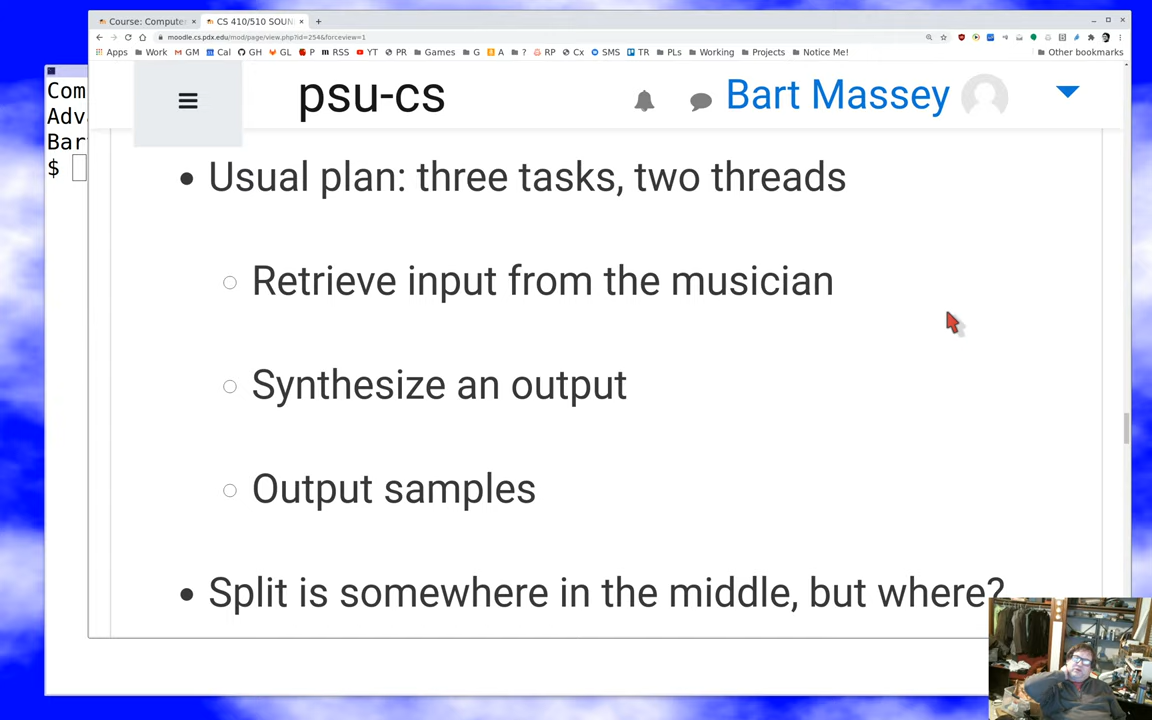 Course: Compute
CS 410/510 SOUN
moodle.cs.pdx.edu/mod/page/view.php?id=254&forceview=1
Apps Work GM Cal GH GL P RSS YT PR Games G A ? RP Cx SMS TR PLs Working Projects Notice Me! Other bookmarks
Com
Adv
Bar
$
psu-cs
Bart Massey
Usual plan: three tasks, two threads
Retrieve input from the musician
Synthesize an output
Output samples
Split is somewhere in the middle, but where?